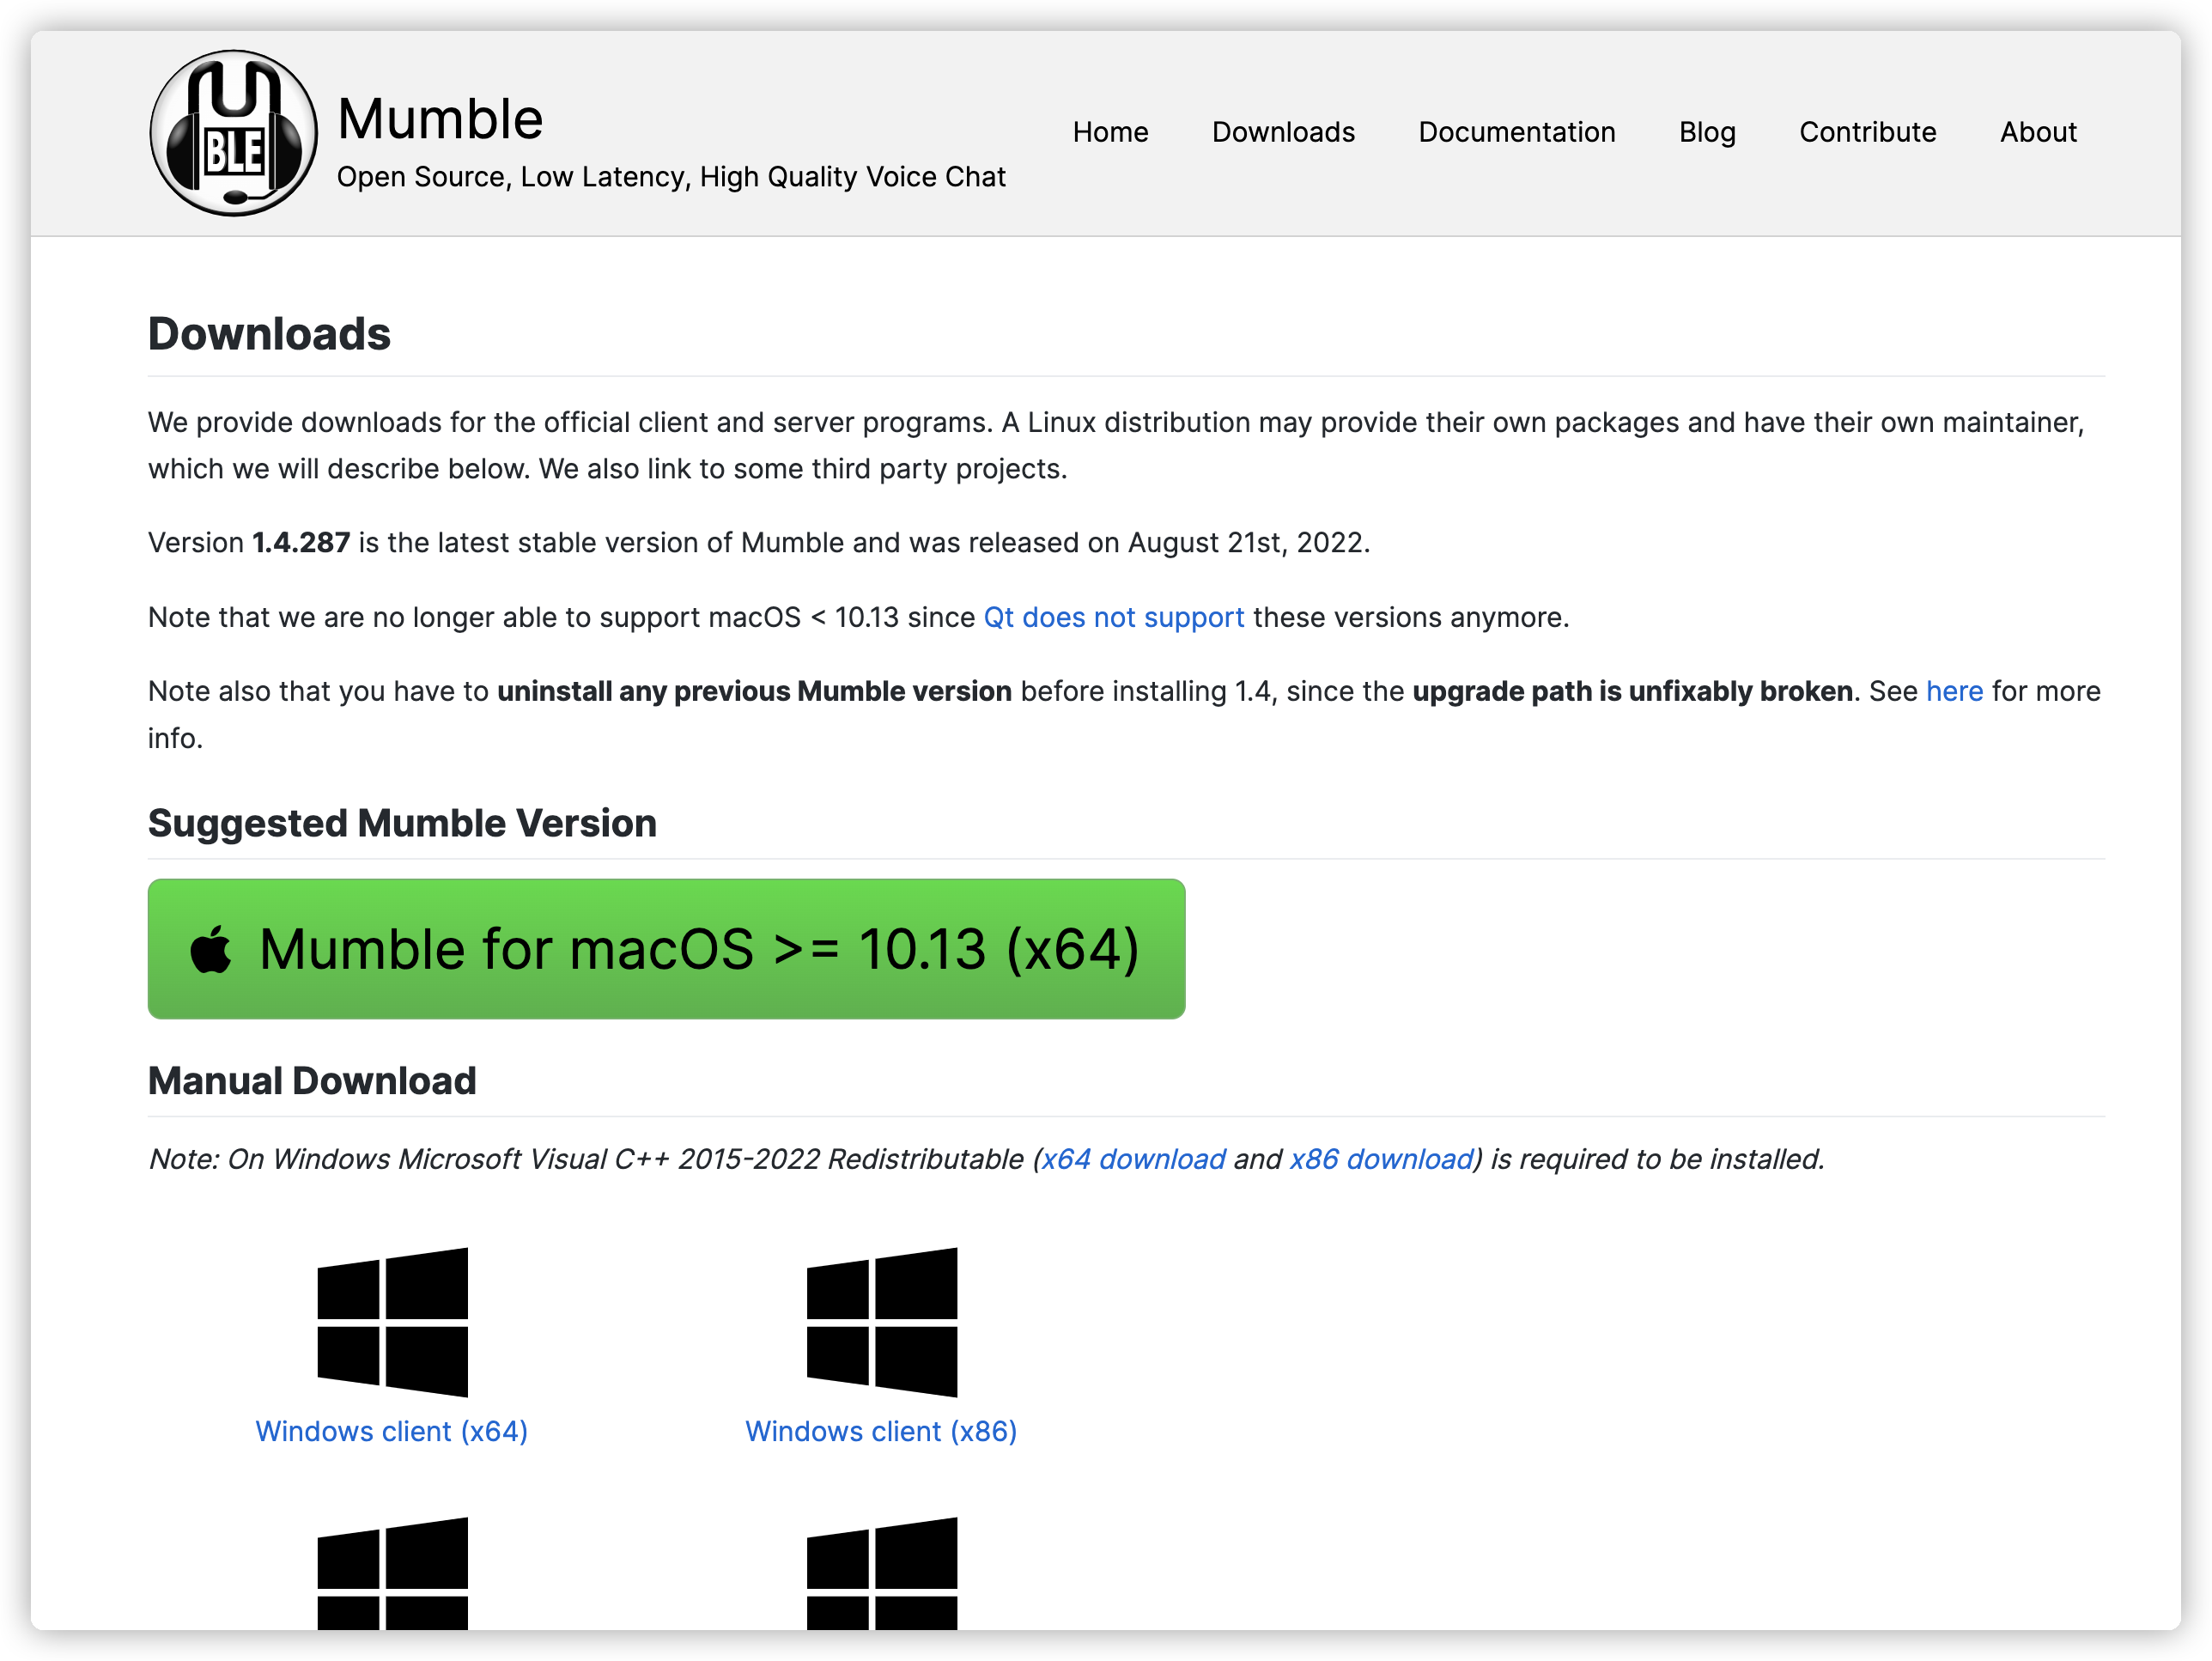 BLE
Mumble
Open Source, Low Latency, High Quality Voice Chat
Home Downloads Documentation Blog Contribute About
Downloads
We provide downloads for the official client and server programs. A Linux distribution may provide their own packages and have their own maintainer,
which we will describe below. We also link to some third party projects.
Version 1.4.287 is the latest stable version of Mumble and was released on August 21st, 2022.
Note that we are no longer able to support macOS < 10.13 since Qt does not support these versions anymore.
Note also that you have to uninstall any previous Mumble version before installing 1.4, since the upgrade path is unfixably broken. See here for more
info.
Suggested Mumble Version
Mumble for macOS >= 10.13 (x64)
Manual Download
Note: On Windows Microsoft Visual C++ 2015-2022 Redistributable (x64 download and x86 download) is required to be installed.
Windows client (x64) Windows client (x86)